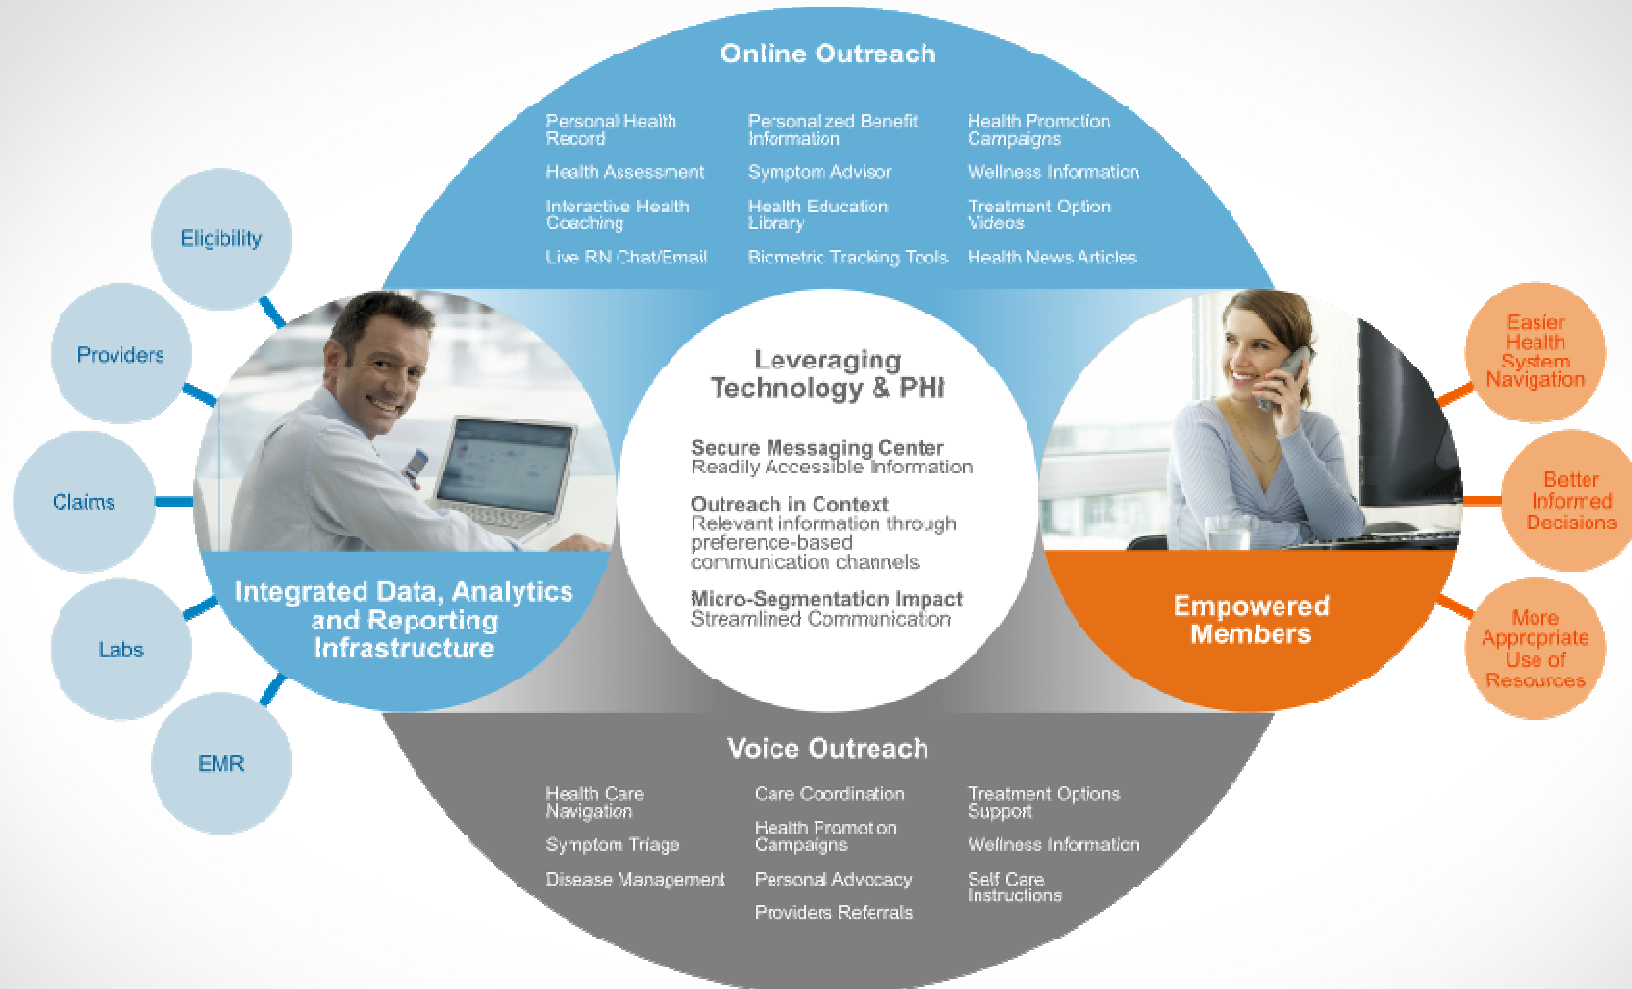 Online Outreach
Personal Health
Record
Health Assessment
Interactive Health
Coaching
Live RN Chat/Email
Personalized Benefit
Information
Symptom Advisor
Health Education
Library
Biometric Tracking Tools
Health Promotion
Campaigns
Wellness Information
Treatment Option
Videos
Health News Articles
Eligibility
Providers
Claims
Labs
EMR
Integrated Data, Analytics
and Reporting
Infrastructure
Leveraging
Technology & PHI
Secure Messaging Center
Readily Accessible Information
Outreach in Context
Relevant information through
preference-based
communication channels
Micro-Segmentation Impact
Streamlined Communication
Empowered
Members
Easier
Health
System
Navigation
Better
Informed
Decisions
More
Appropriate
Use of
Resources
Voice Outreach
Health Care
Navigation
Symptom Triage
Disease Management
Care Coordination
Health Promotion
Campaigns
Personal Advocacy
Providers Referrals
Treatment Options
Support
Wellness Information
Self Care
Instructions